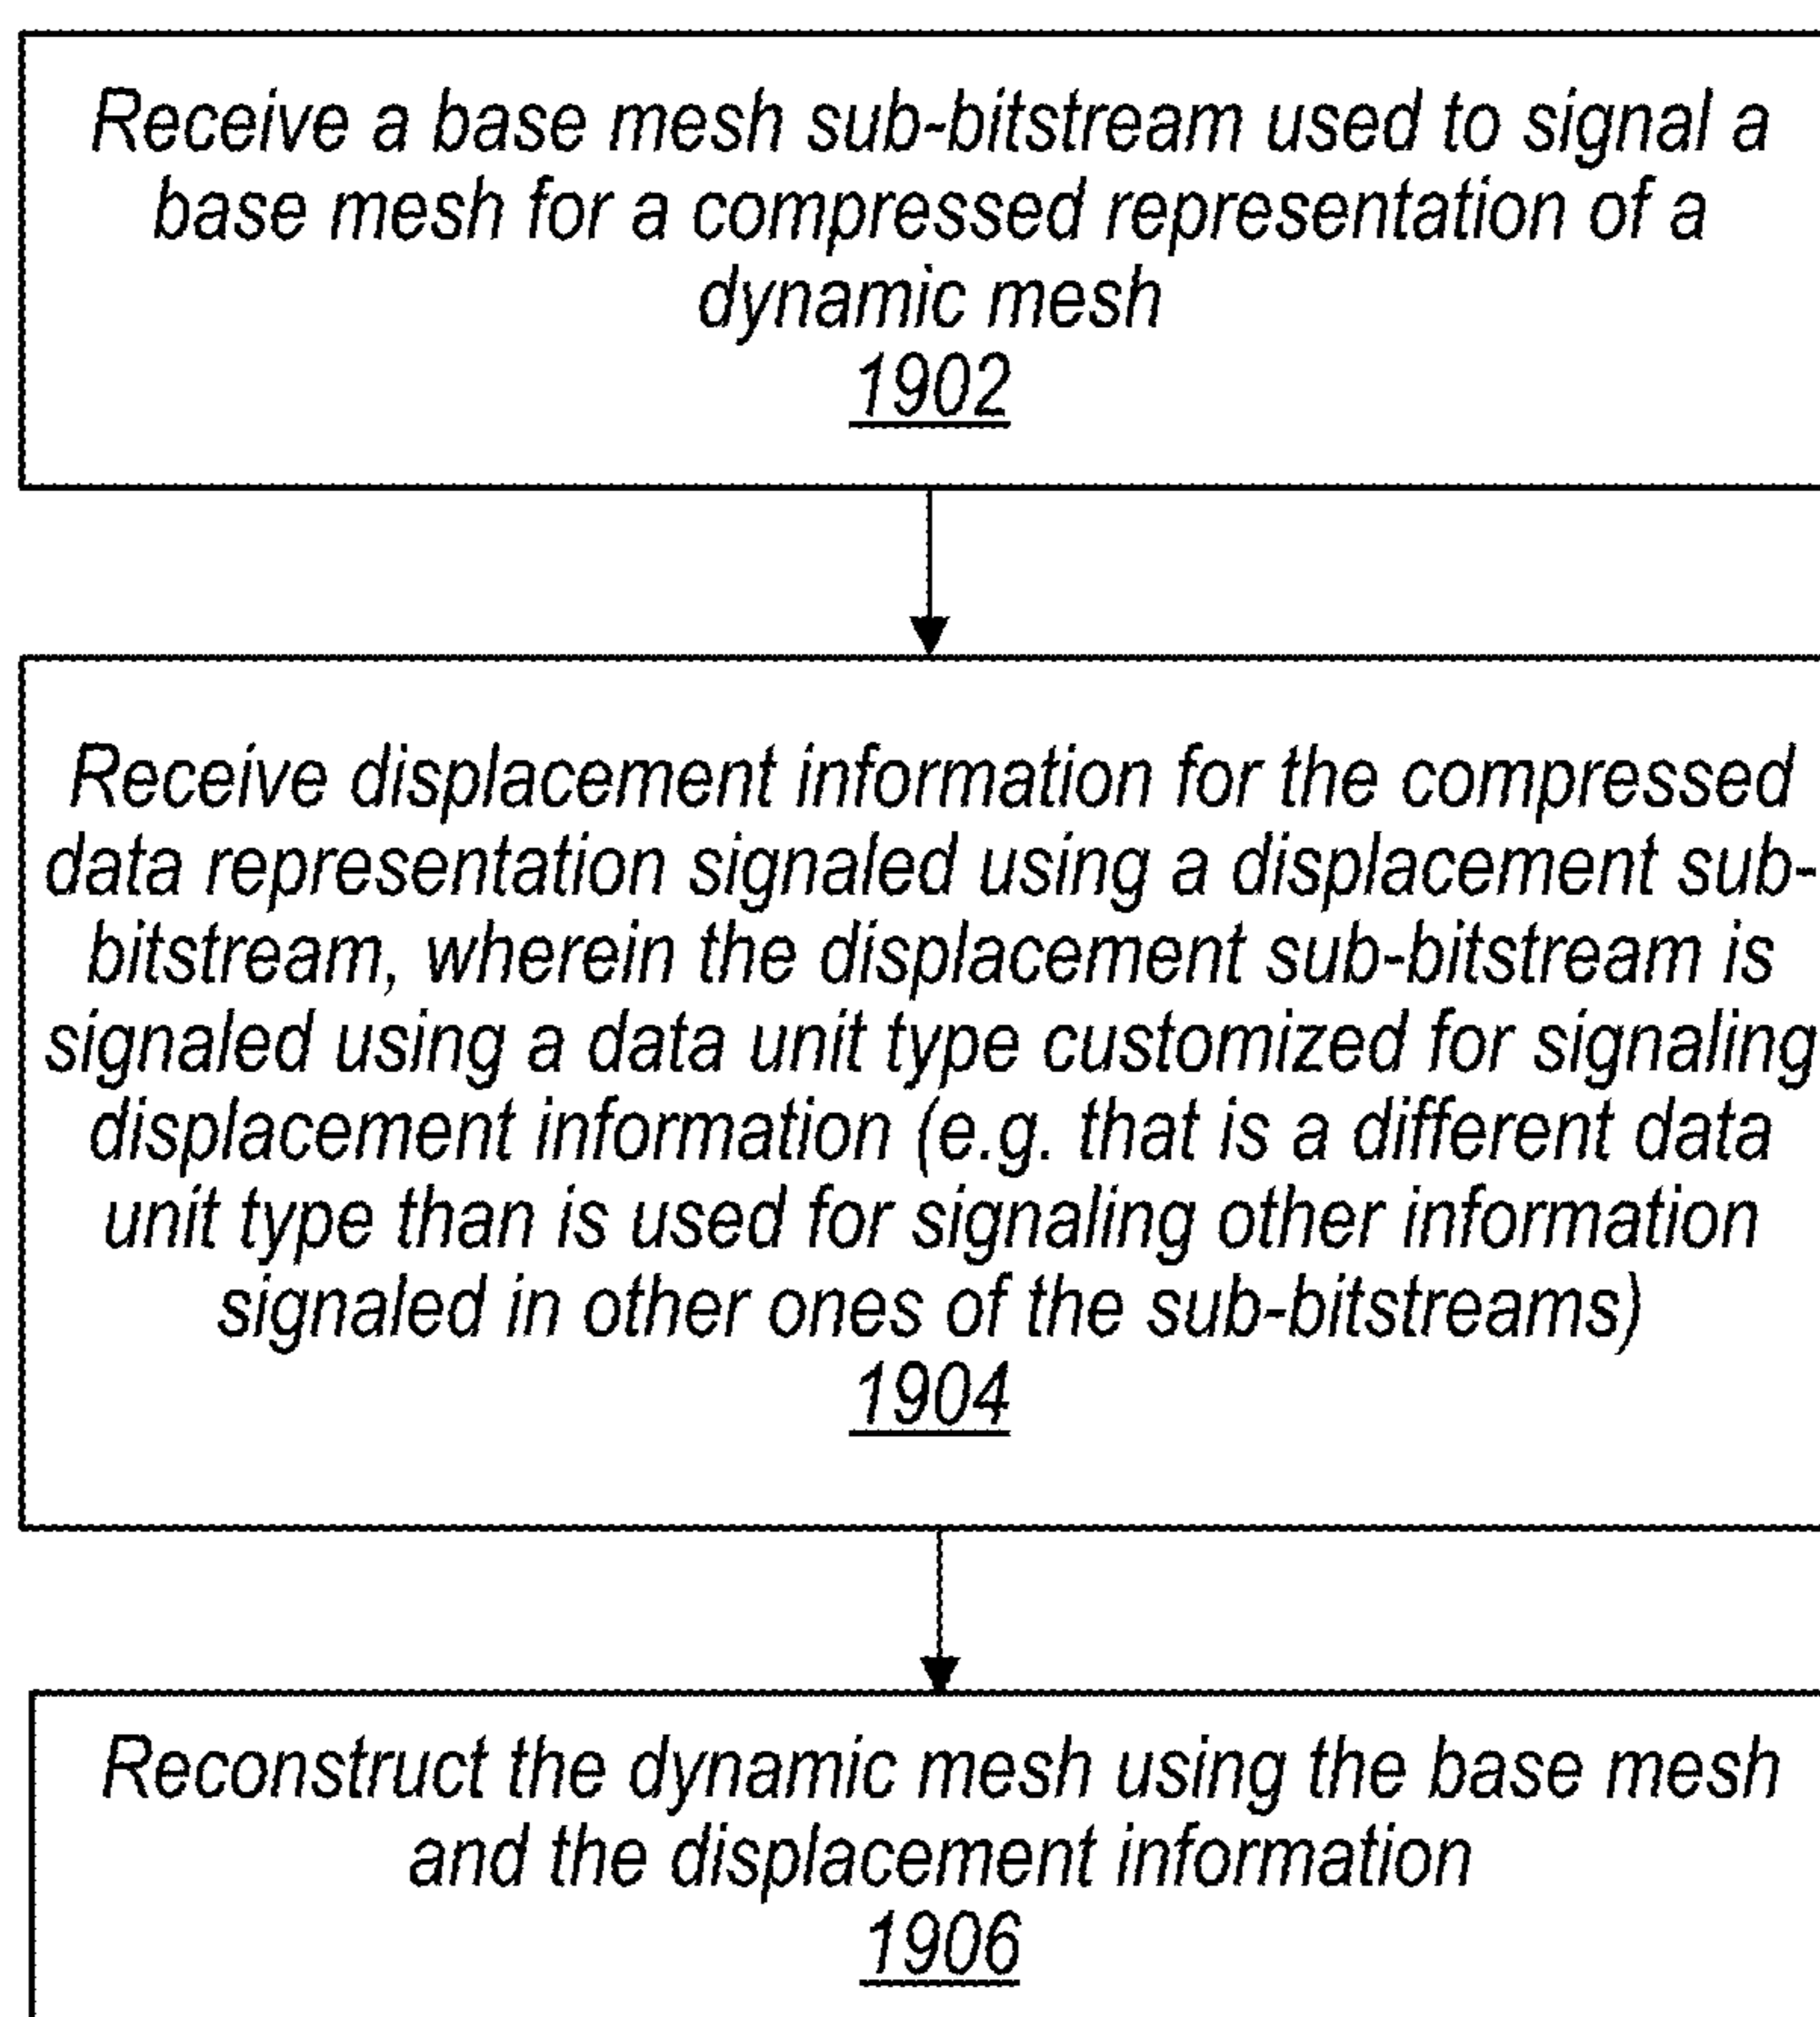 Receive a base mesh sub-bitstream used to signal a
base mesh for a compressed representation of a
dynamic mesh
1902
Receive displacement information for the compressed
data representation signaled using a displacement sub-
bitstream, wherein the displacement sub-bitstream is
signaled using a data unit type customized for signaling
displacement information (e.g. that is a different data
unit type than is used for signaling other information
signaled in other ones of the sub-bitstreams)
1904
Reconstruct the dynamic mesh using the base mesh
and the displacement information
1906